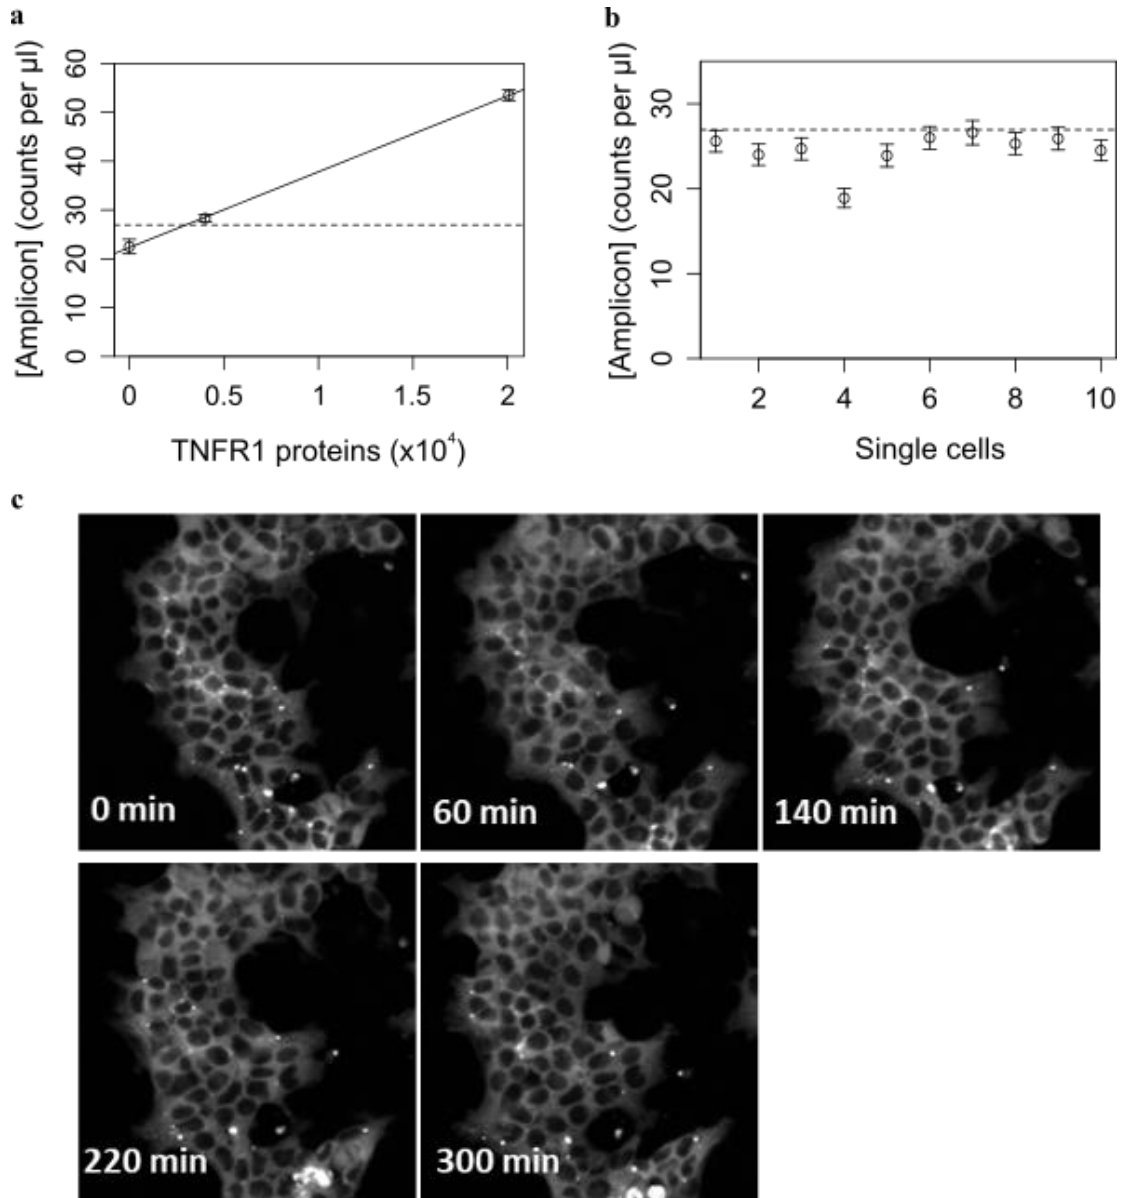 a
[Amplicon] (counts per µl)
60
50
40
30
20
10
0
0 0.5 1 1.5 2
TNFR1 proteins (x10⁴)
b
[Amplicon] (counts per µl)
30
20
10
0
2 4 6 8 10
Single cells
c
0 min
60 min
140 min
220 min
300 min